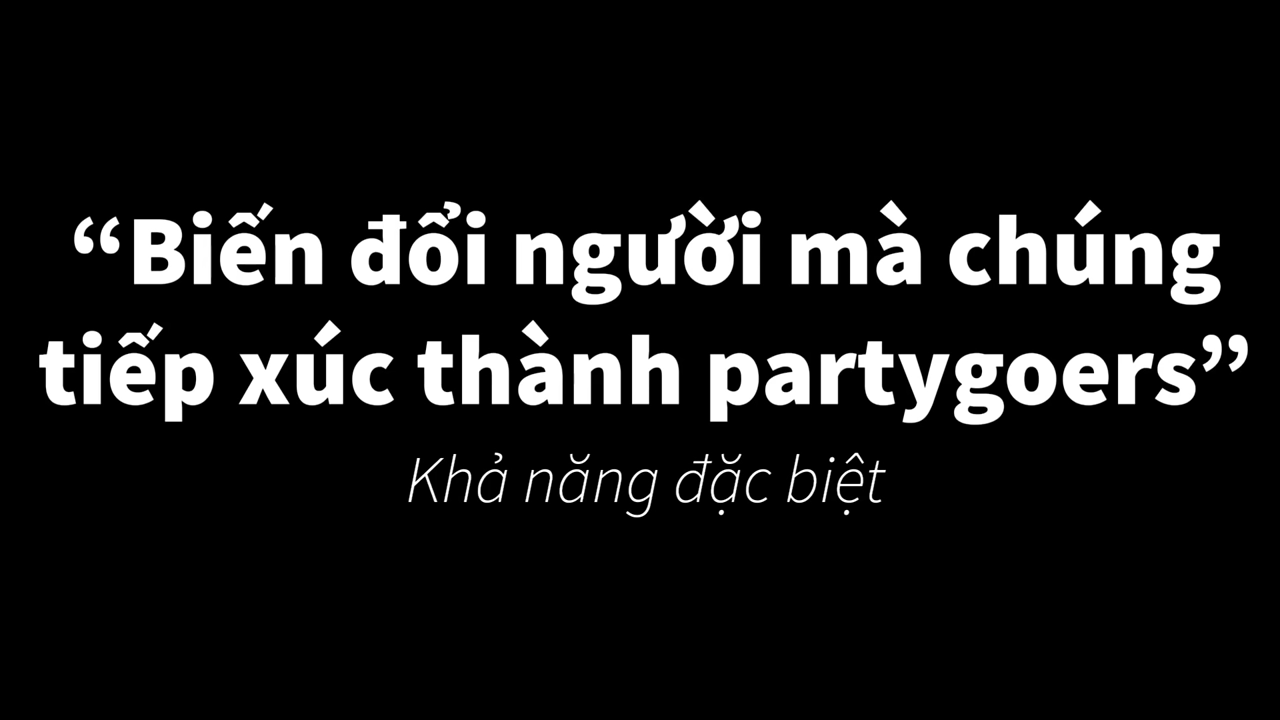 “Biến đổi người mà chúng
tiếp xúc thành partygoers”
Khả năng đặc biệt